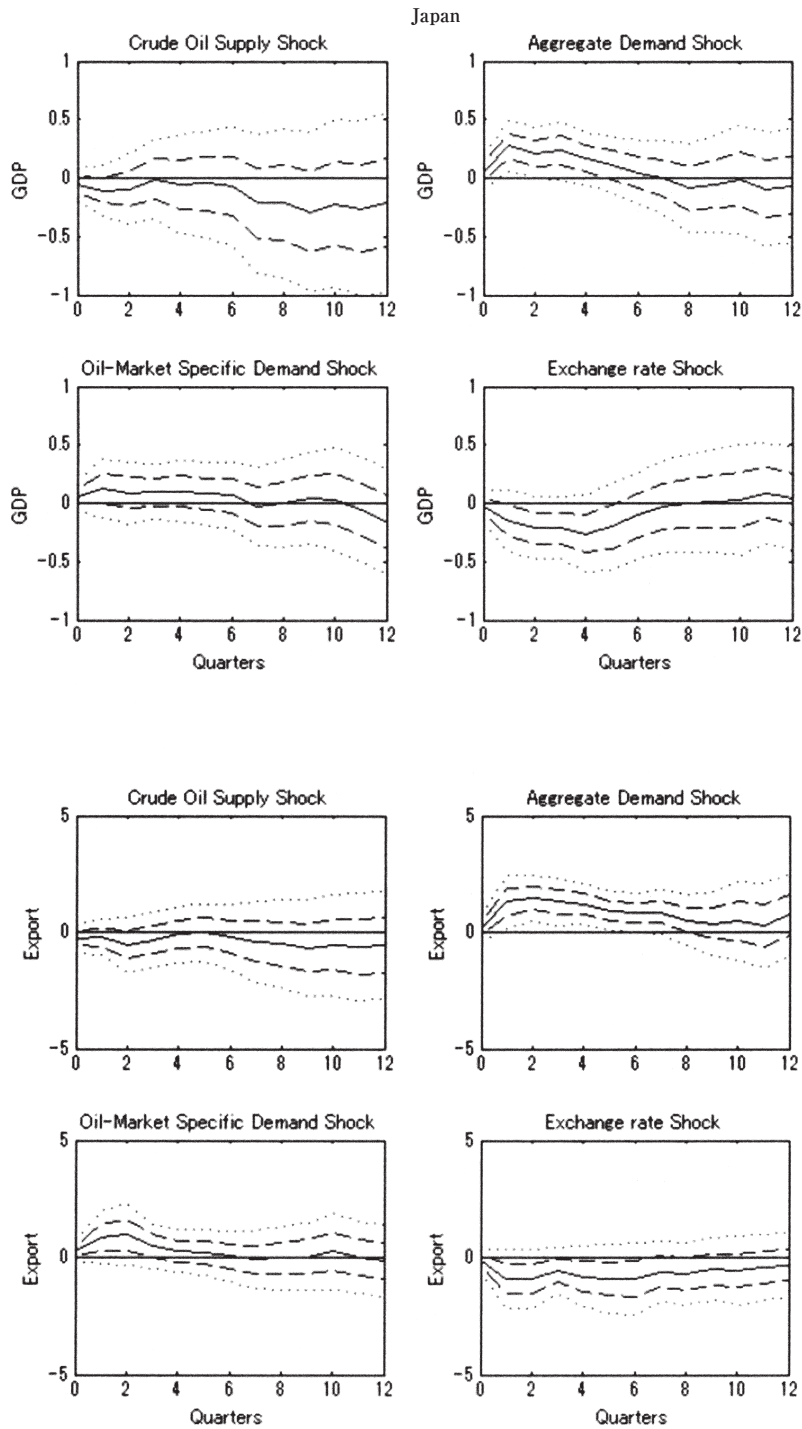 Japan
Crude Oil Supply Shock
Aggregate Demand Shock
1
0.5
0
-0.5
-1
GDP
0 2 4 6 8 10 12
1
0.5
0
-0.5
-1
GDP
0 2 4 6 8 10 12
Oil-Market Specific Demand Shock
Exchange rate Shock
1
0.5
0
-0.5
-1
GDP
0 2 4 6 8 10 12
Quarters
1
0.5
0
-0.5
-1
GDP
0 2 4 6 8 10 12
Quarters
Crude Oil Supply Shock
Aggregate Demand Shock
5
0
-5
Export
0 2 4 6 8 10 12
5
0
-5
Export
0 2 4 6 8 10 12
Oil-Market Specific Demand Shock
Exchange rate Shock
5
0
-5
Export
0 2 4 6 8 10 12
Quarters
5
0
-5
Export
0 2 4 6 8 10 12
Quarters